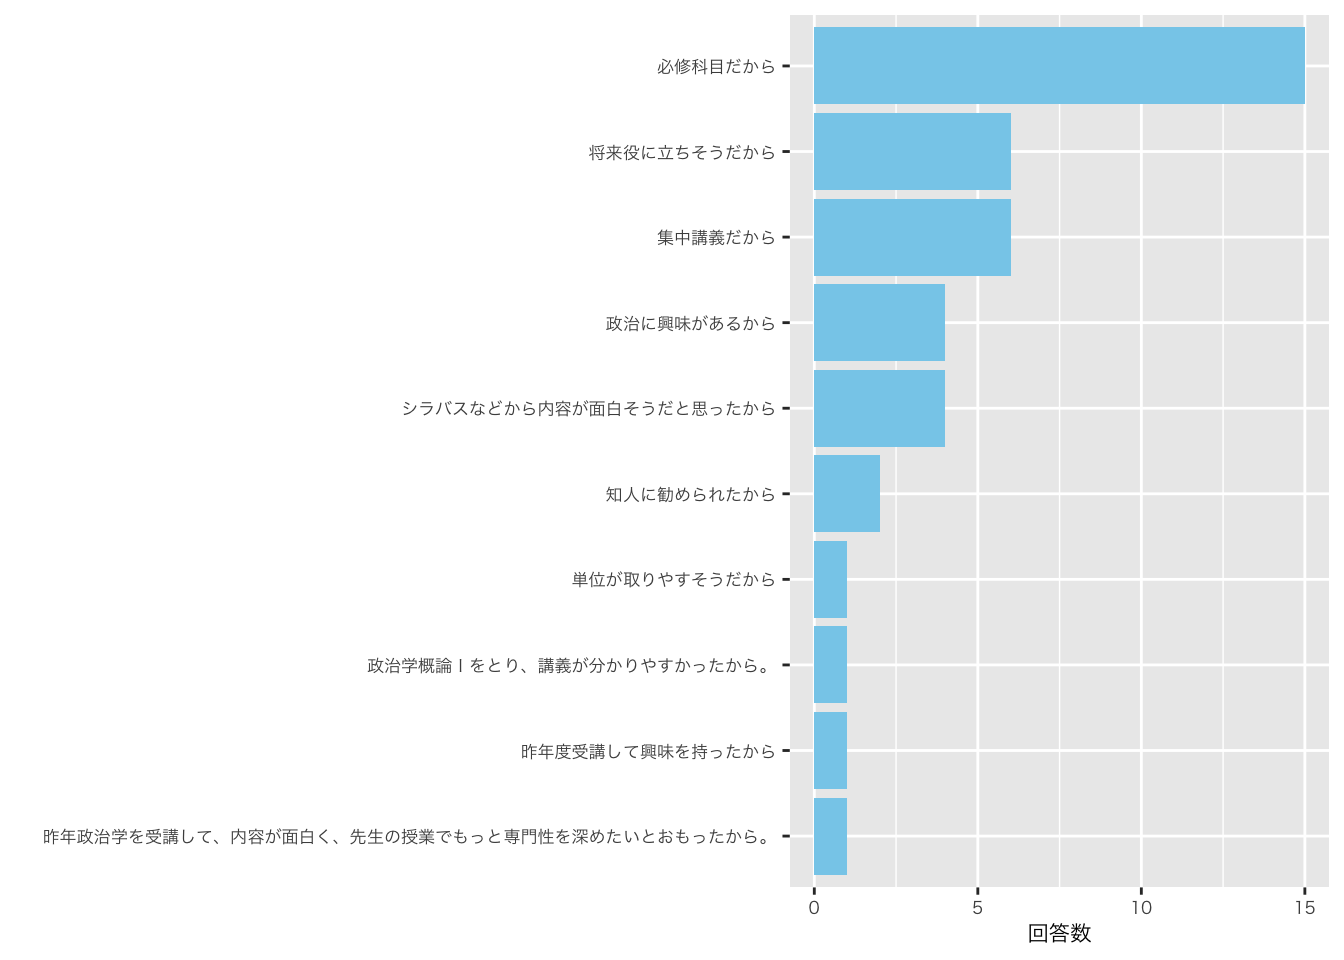 必修科目だから
将来役に立ちそうだから
集中講義だから
政治に興味があるから
シラバスなどから内容が面白そうだと思ったから
知人に勧められたから
単位が取りやすそうだから
政治学概論Ⅰをとり、講義が分かりやすかったから。
昨年度受講して興味を持ったから
昨年政治学を受講して、内容が面白く、先生の授業でもっと専門性を深めたいとおもったから。
0 5 10 15
回答数